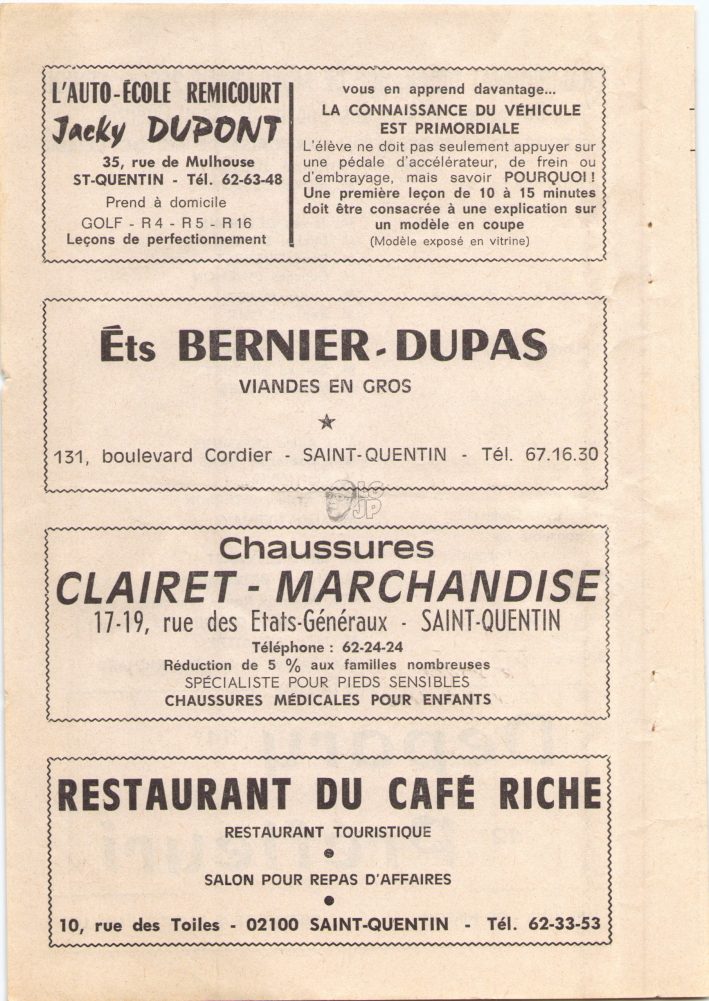 L'AUTO-ÉCOLE REMICOURT
Jacky DUPONT
35, rue de Mulhouse
ST-QUENTIN - Tél. 62-63-48
Prend à domicile
GOLF - R 4 - R 5 - R 16
Leçons de perfectionnement
vous en apprend davantage...
LA CONNAISSANCE DU VÉHICULE
EST PRIMORDIALE
L'élève ne doit pas seulement appuyer sur
une pédale d'accélérateur, de frein ou
d'embrayage, mais savoir POURQUOI !
Une première leçon de 10 à 15 minutes
doit être consacrée à une explication sur
un modèle en coupe
(Modèle exposé en vitrine)
Éts BERNIER-DUPAS
VIANDES EN GROS
131, boulevard Cordier - SAINT-QUENTIN - Tél. 67.16.30
LC
JP
Chaussures
CLAIRET - MARCHANDISE
17-19, rue des Etats-Généraux - SAINT-QUENTIN
Téléphone : 62-24-24
Réduction de 5 % aux familles nombreuses
SPÉCIALISTE POUR PIEDS SENSIBLES
CHAUSSURES MÉDICALES POUR ENFANTS
RESTAURANT DU CAFÉ RICHE
RESTAURANT TOURISTIQUE
SALON POUR REPAS D'AFFAIRES
10, rue des Toiles - 02100 SAINT-QUENTIN - Tél. 62-33-53